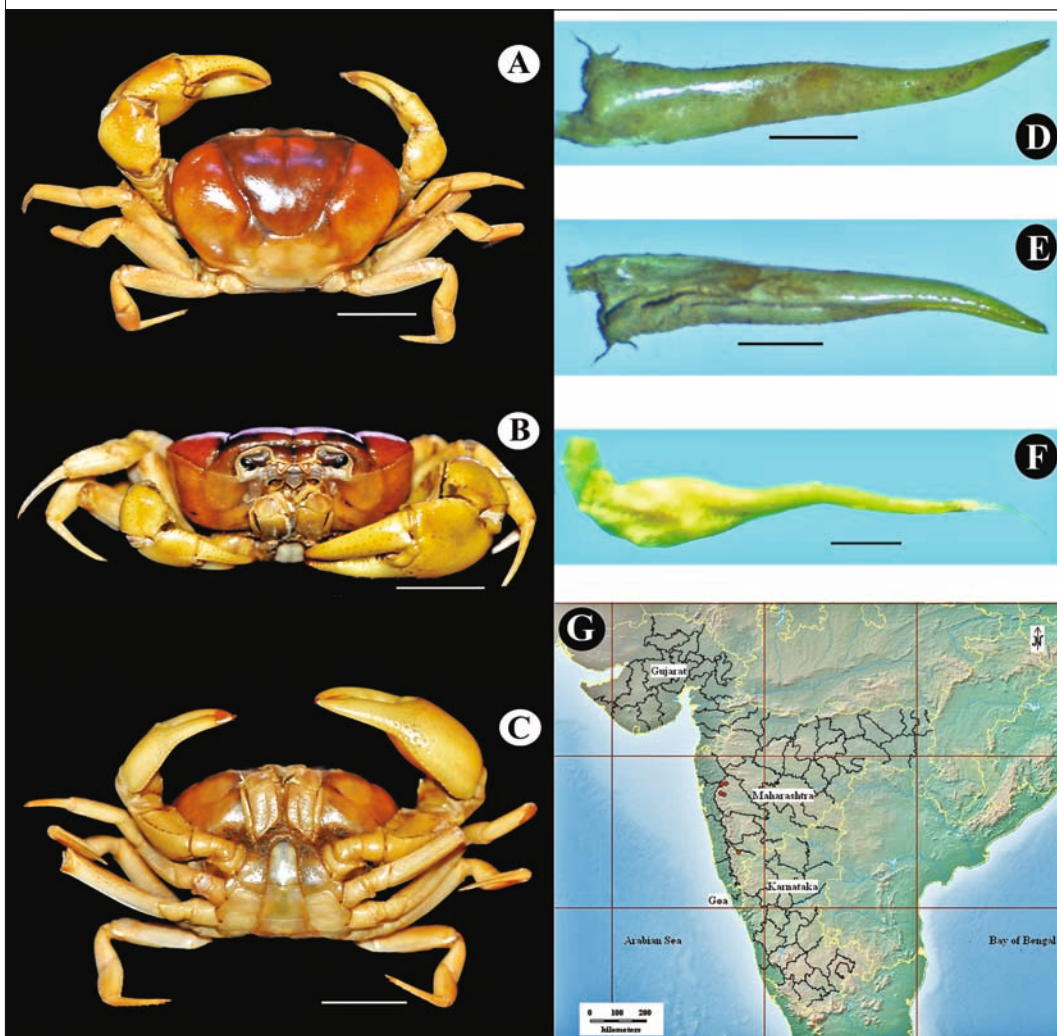 A
B
C
D
E
F
G
N
Gujarat
Maharashtra
Karnataka
Goa
Arabian Sea
Bay of Bengal
0 100 200
kilometers